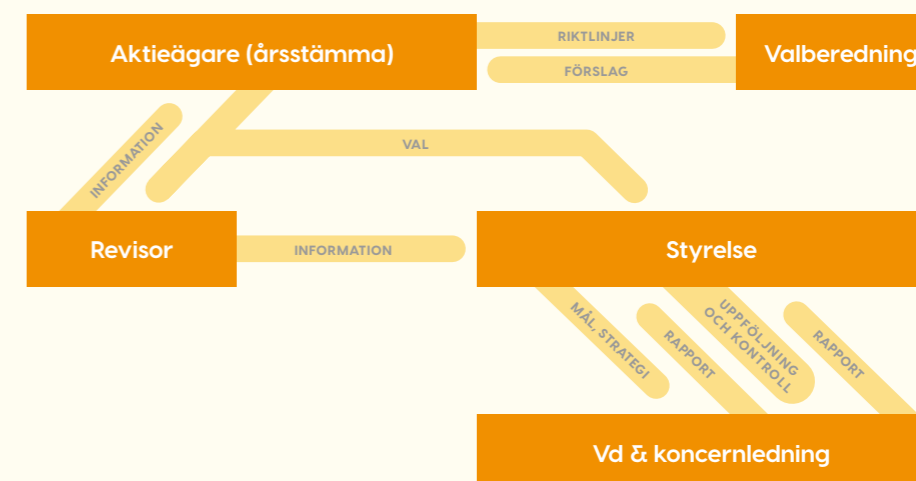 Aktieägare (årsstämma)
RIKTLINJER
FÖRSLAG
Valberedning
INFORMATION
VAL
Revisor
INFORMATION
Styrelse
MÅL, STRATEGI
RAPPORT
UPPFÖLJNING
OCH KONTROLL
RAPPORT
Vd & koncernledning